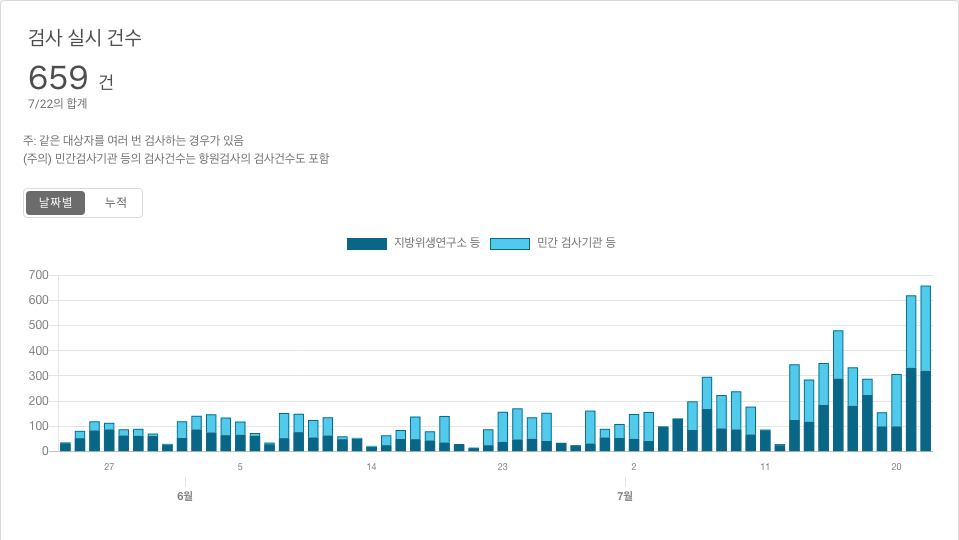 검사 실시 건수
659 건
7/22의 합계
주: 같은 대상자를 여러 번 검사하는 경우가 있음
(주의) 민간검사기관 등의 검사건수는 항원검사의 검사건수도 포함
날짜별 누적
지방위생연구소 등 민간 검사기관 등
700
600
500
400
300
200
100
0
27 5 14 23 2 11 20
6월 7월